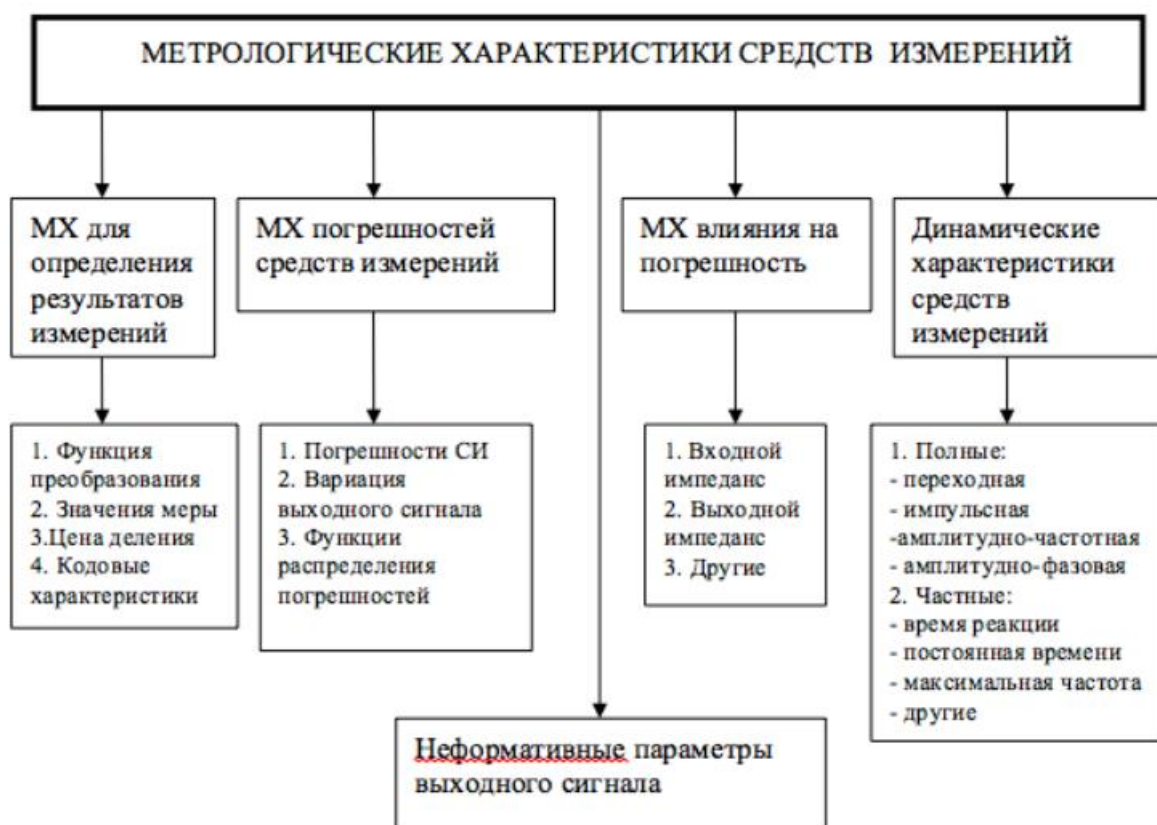 МЕТРОЛОГИЧЕСКИЕ ХАРАКТЕРИСТИКИ СРЕДСТВ ИЗМЕРЕНИЙ
МХ для
определения
результатов
измерений
МХ погрешностей
средств измерений
МХ влияния на
погрешность
Динамические
характеристики
средств
измерений
1. Функция
преобразования
2. Значения меры
3.Цена деления
4. Кодовые
характеристики
1. Погрешности СИ
2. Вариация
выходного сигнала
3. Функции
распределения
погрешностей
1. Входной
импеданс
2. Выходной
импеданс
3. Другие
1. Полные:
- переходная
- импульсная
-амплитудно-частотная
- амплитудно-фазовая
2. Частные:
- время реакции
- постоянная времени
- максимальная частота
- другие
Неформативные параметры
выходного сигнала